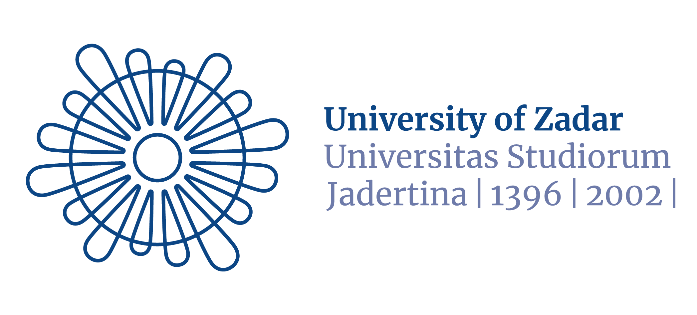 University of Zadar
Universitas Studiorum
Jadertina | 1396 | 2002 |